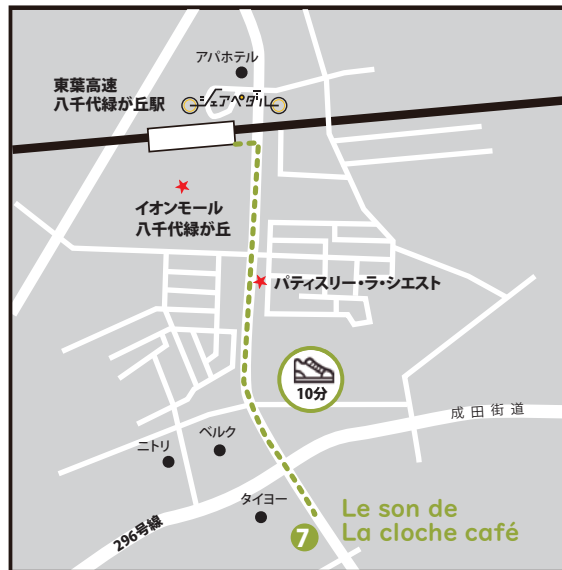 アパホテル
東葉高速
八千代緑が丘駅
シェアペダル
イオンモール
八千代緑が丘
パティスリー・ラ・シエスト
10分
成田街道
ベルク
ニトリ
タイヨー
296号線
7
Le son de
La cloche café